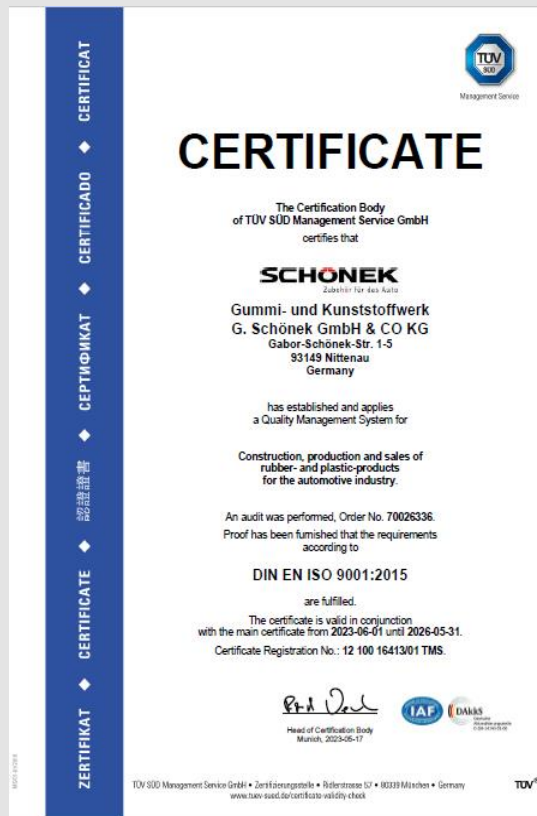 ZERTIFIKAT ◆ CERTIFICATE ◆ 認證證書 ◆ СЕРТИФИКАТ ◆ CERTIFICADO ◆ CERTIFICAT
TÜV
SÜD
Management Service
CERTIFICATE
The Certification Body
of TÜV SÜD Management Service GmbH
certifies that
SCHÖNEK
Zubehör für das Auto
Gummi- und Kunststoffwerk
G. Schönek GmbH & CO KG
Gabor-Schönek-Str. 1-5
93149 Nittenau
Germany
has established and applies
a Quality Management System for
Construction, production and sales of
rubber- and plastic-products
for the automotive industry.
An audit was performed, Order No. 70026336.
Proof has been furnished that the requirements
according to
DIN EN ISO 9001:2015
are fulfilled.
The certificate is valid in conjunction
with the main certificate from 2023-06-01 until 2026-05-31.
Certificate Registration No.: 12 100 16413/01 TMS.
Head of Certification Body
Munich, 2023-05-17
IAF
DAkkS
TÜV SÜD Management Service GmbH • Zertifizierungsstelle • Ridlerstrasse 57 • 80339 München • Germany
www.tuev-sued.de/certificate-validity-check
TÜV®